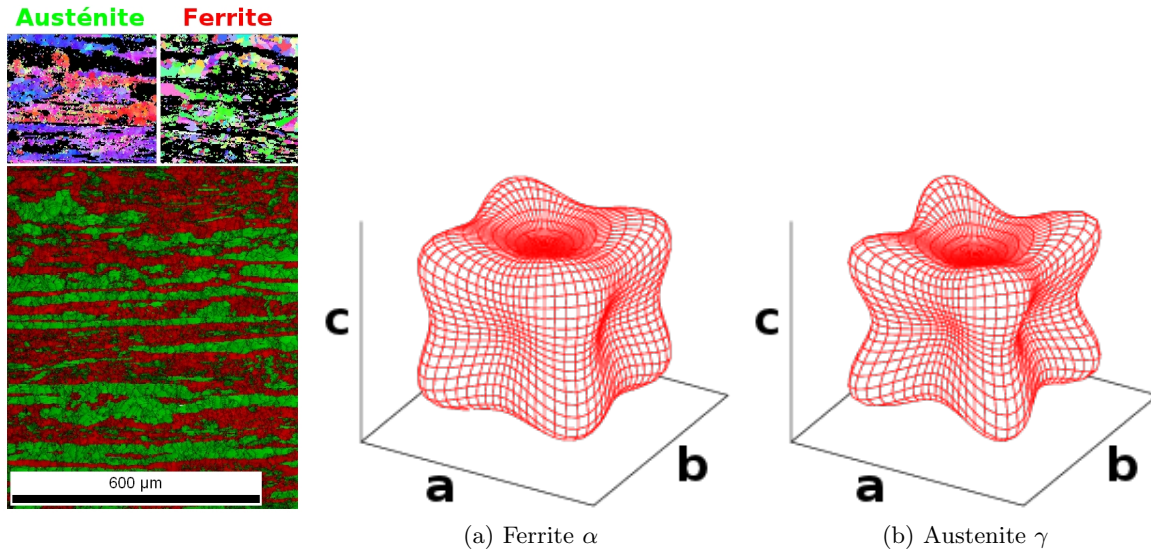 Austénite Ferrite
600 µm
c
a
b
(a) Ferrite α
c
a
b
(b) Austenite γ